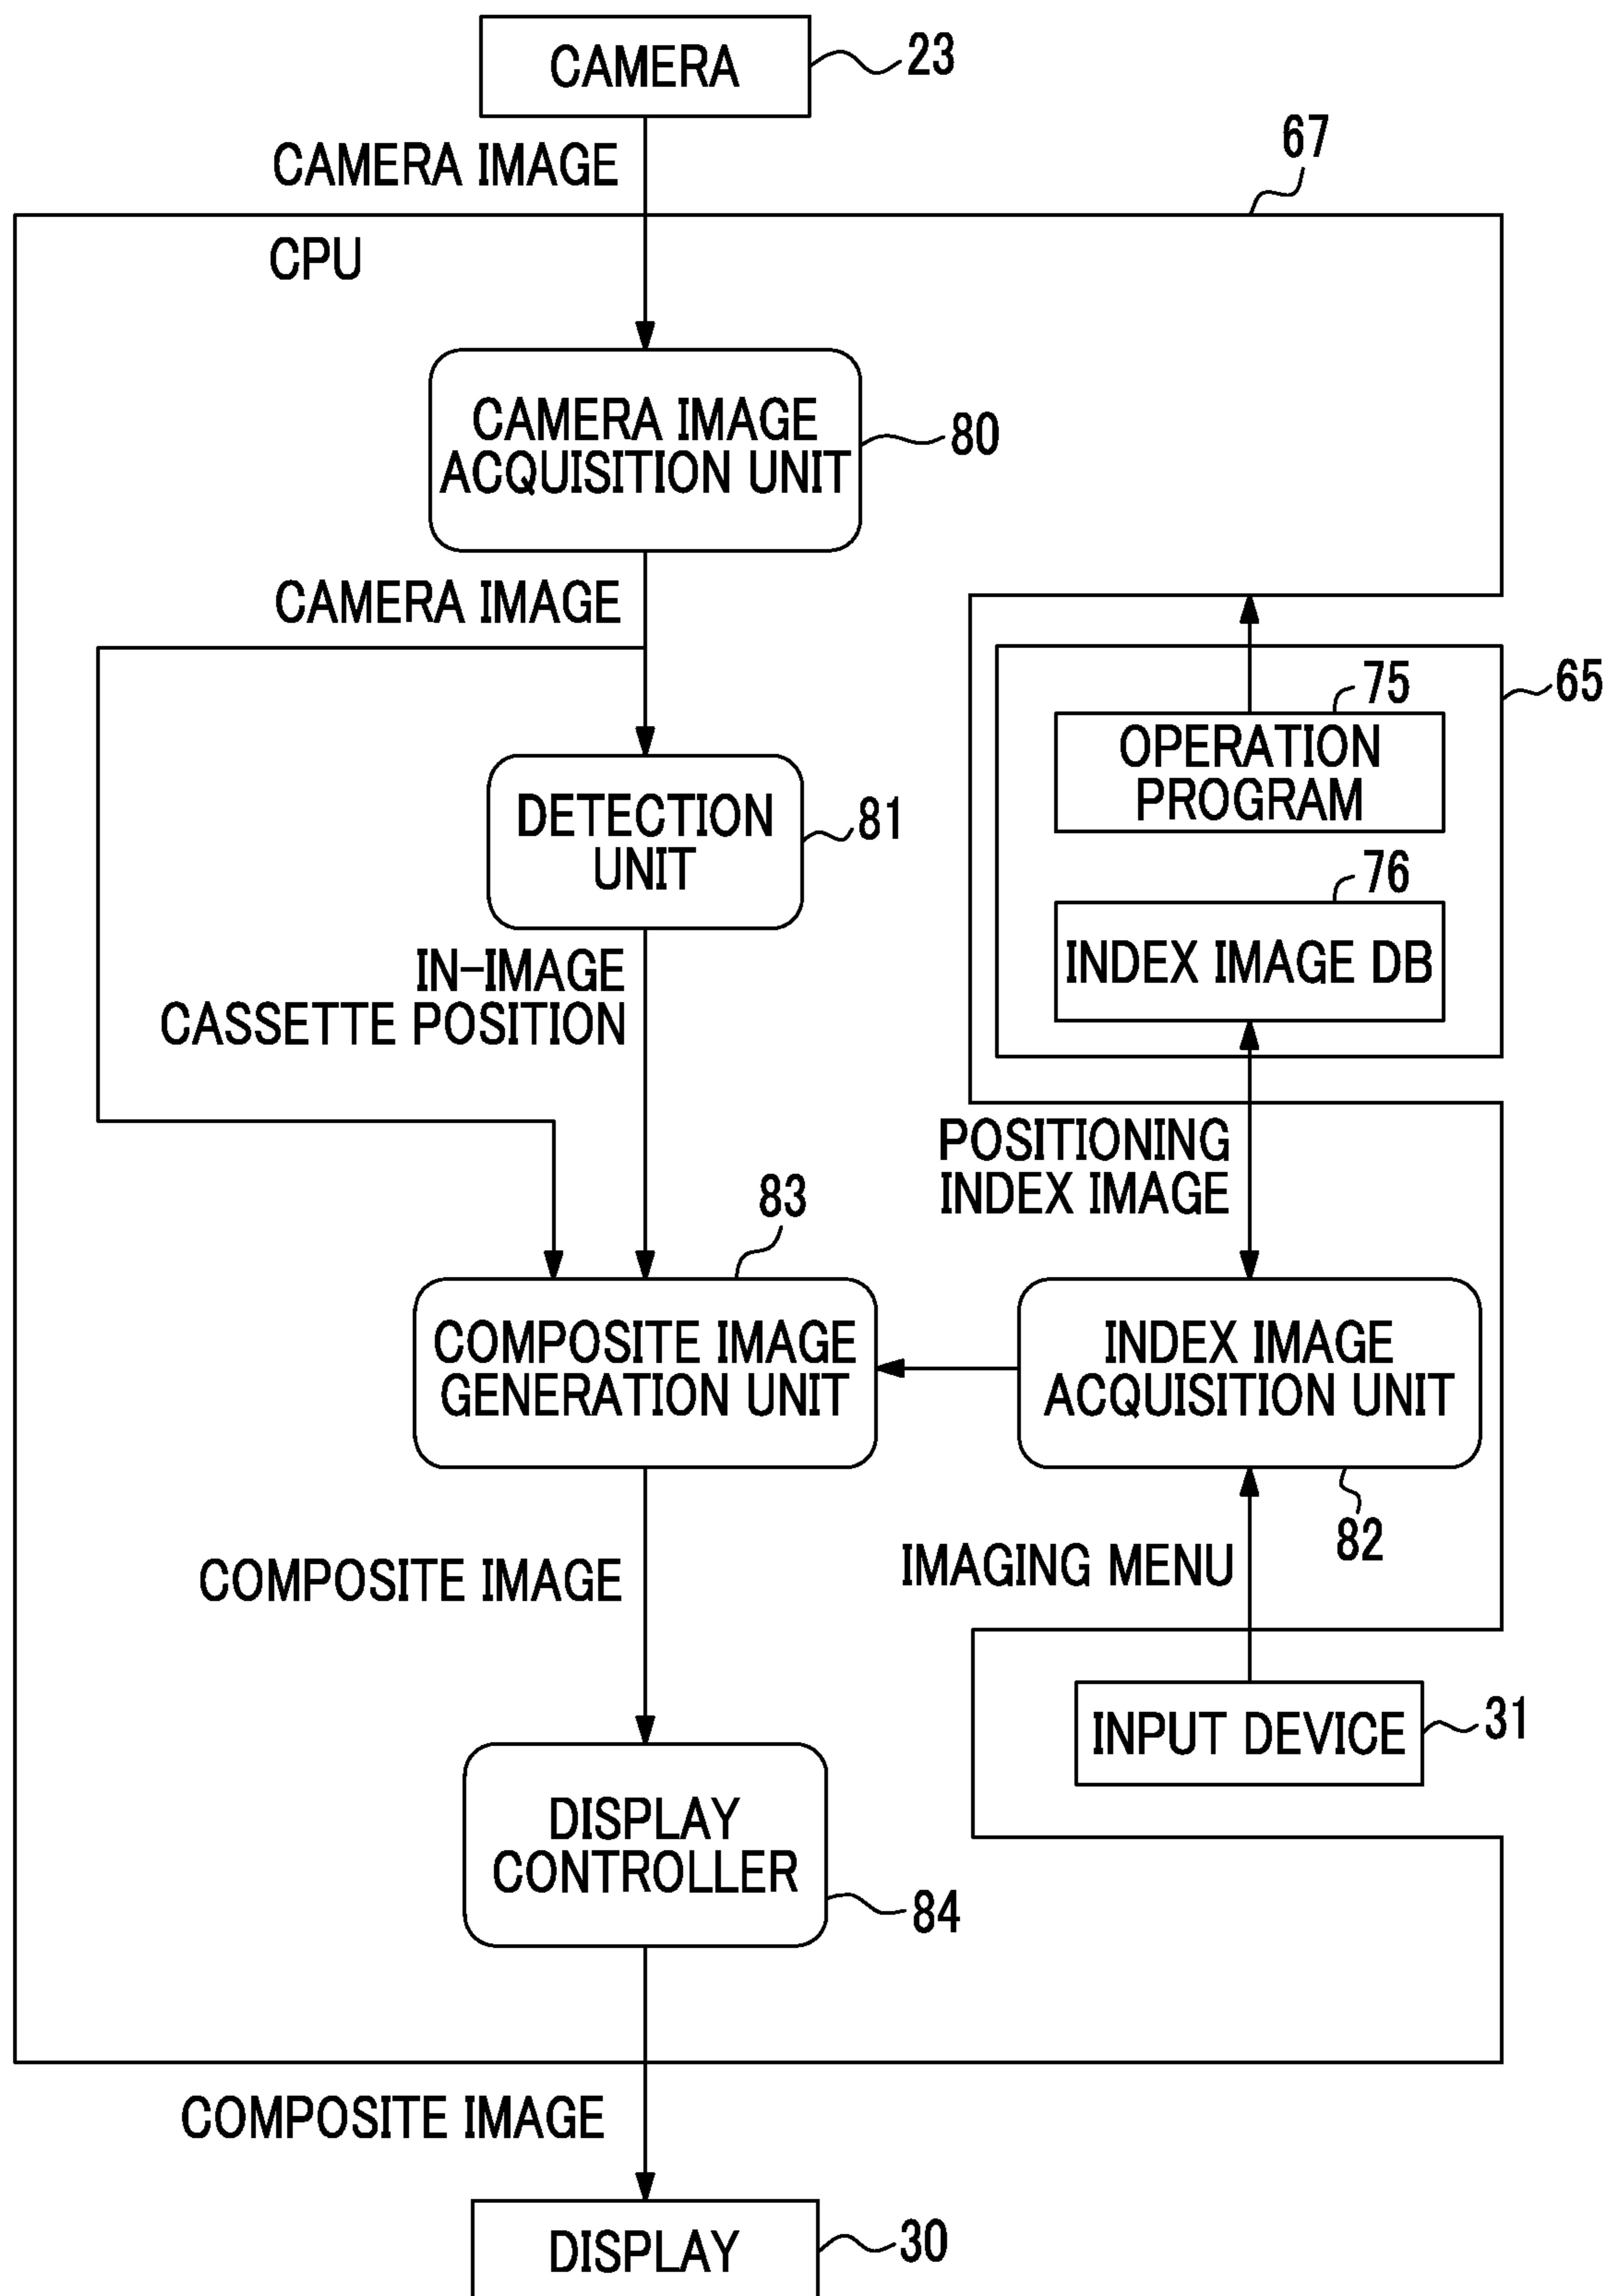 CAMERA
23
CAMERA IMAGE
67
CPU
CAMERA IMAGE
ACQUISITION UNIT
80
CAMERA IMAGE
65
75
OPERATION
PROGRAM
DETECTION
UNIT
81
76
INDEX IMAGE DB
IN-IMAGE
CASSETTE POSITION
POSITIONING
INDEX IMAGE
83
COMPOSITE IMAGE
GENERATION UNIT
INDEX IMAGE
ACQUISITION UNIT
82
COMPOSITE IMAGE
IMAGING MENU
INPUT DEVICE
31
DISPLAY
CONTROLLER
84
COMPOSITE IMAGE
DISPLAY
30